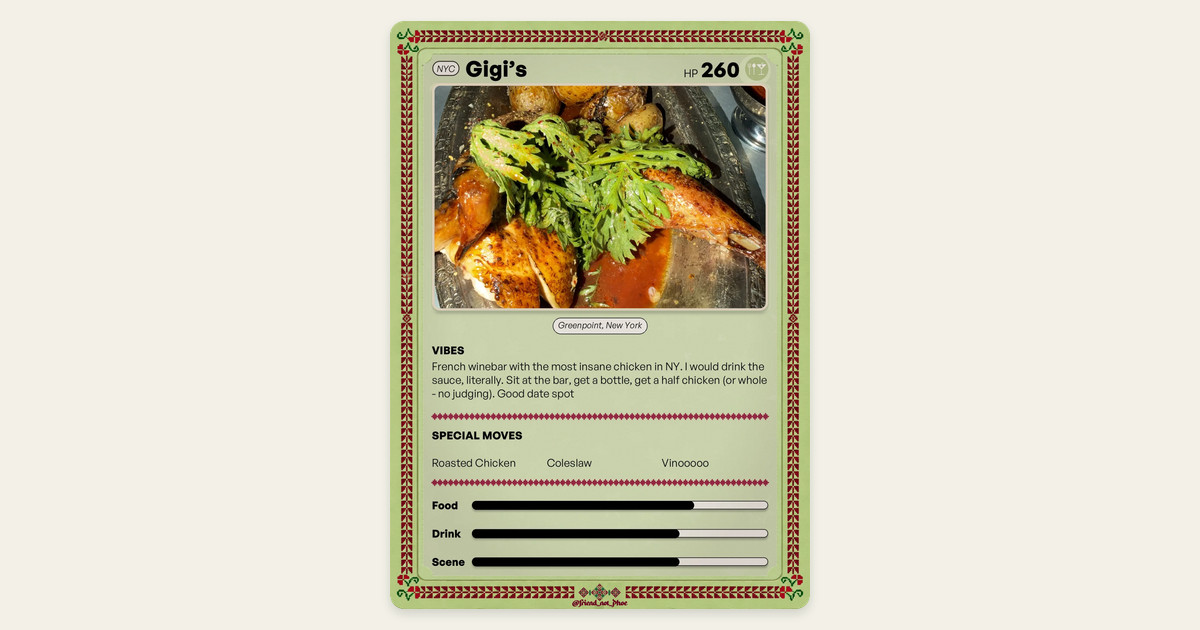 NYC Gigi’s HP 260
Greenpoint, New York
VIBES
French winebar with the most insane chicken in NY. I would drink the
sauce, literally. Sit at the bar, get a bottle, get a half chicken (or whole
- no judging). Good date spot
SPECIAL MOVES
Roasted Chicken Coleslaw Vinooooo
Food
Drink
Scene
@friend_not_phoe